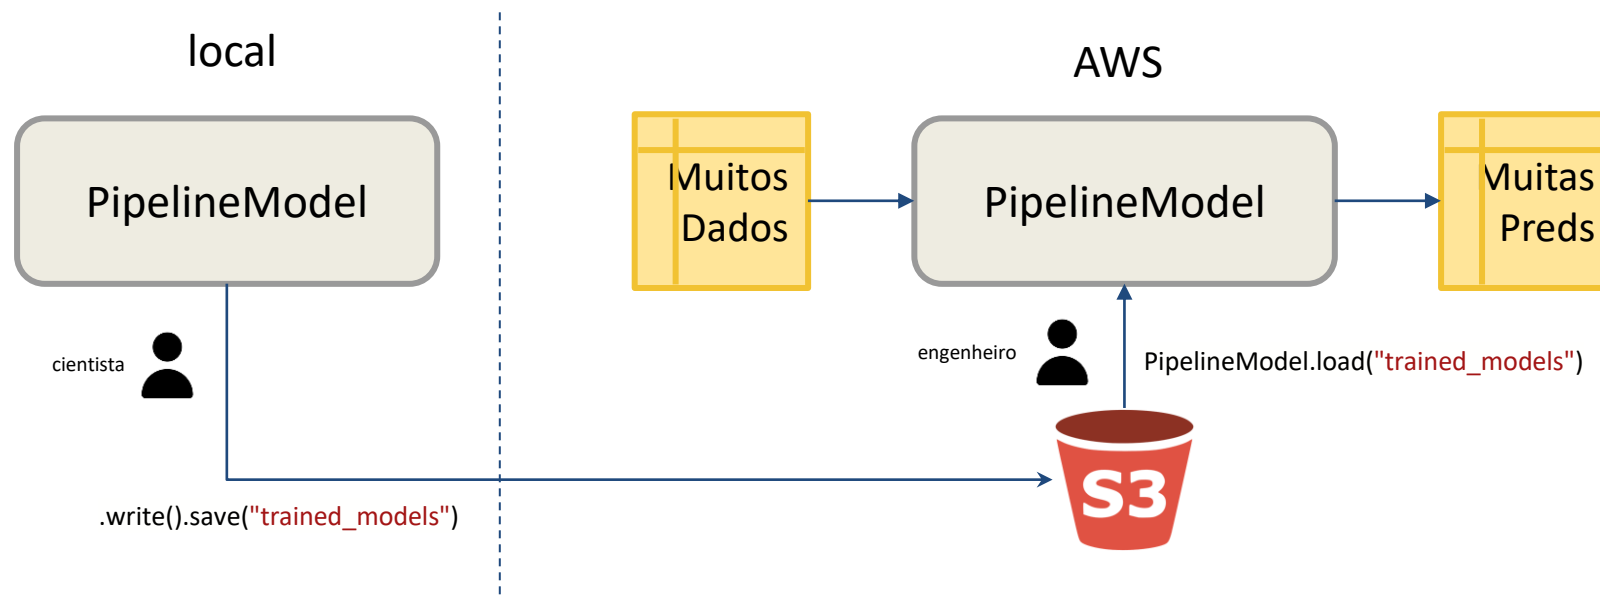 local
AWS
PipelineModel
Muitos
Dados
PipelineModel
Muitas
Preds
cientista
engenheiro
PipelineModel.load("trained_models")
S3
.write().save("trained_models")